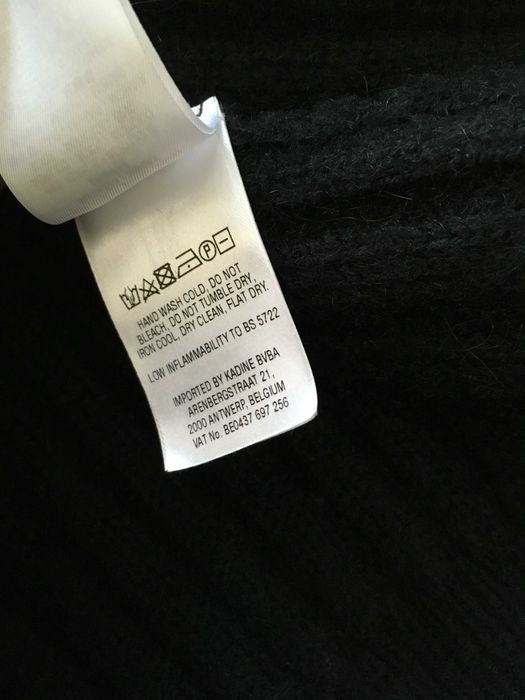 P
HAND WASH COLD, DO NOT
BLEACH, DO NOT TUMBLE DRY,
IRON COOL, DRY CLEAN, FLAT DRY.
LOW INFLAMMABILITY TO BS 5722
IMPORTED BY KADINE BVBA
ARENBERGSTRAAT 21,
2000 ANTWERP, BELGIUM
VAT No. BE0437 697 256